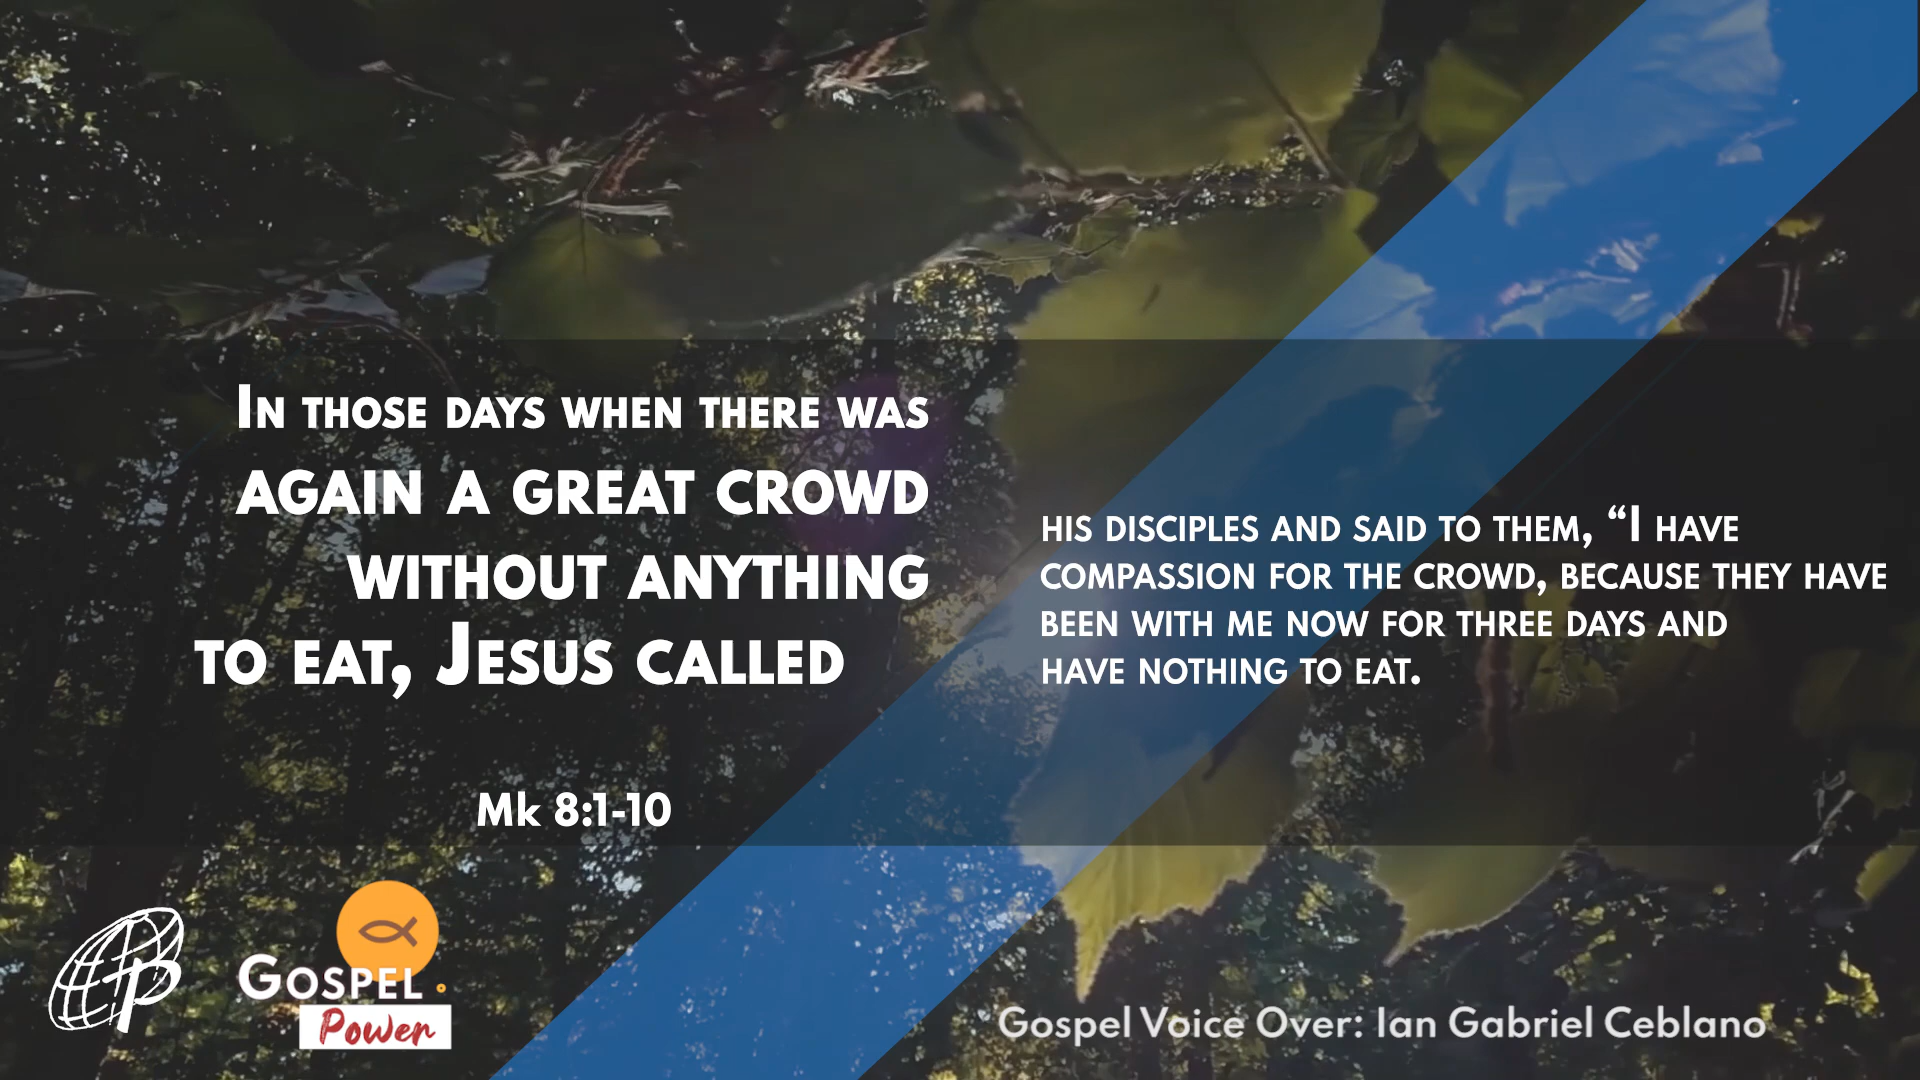 In those days when there was
again a great crowd
without anything
to eat, Jesus called
his disciples and said to them, “I have
compassion for the crowd, because they have
been with me now for three days and
have nothing to eat.
Mk 8:1-10
Gospel
Power
Gospel Voice Over: Ian Gabriel Ceblano